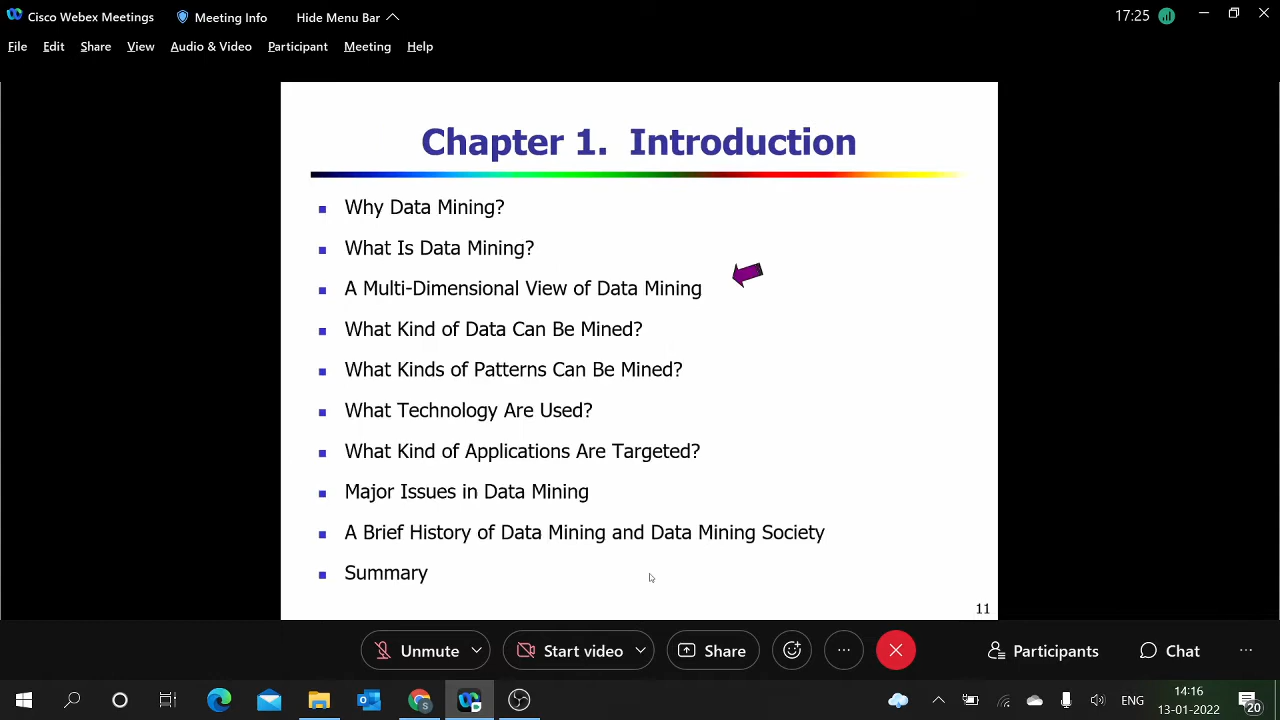 Cisco Webex Meetings Meeting Info Hide Menu Bar 17:25
File Edit Share View Audio & Video Participant Meeting Help
Chapter 1. Introduction
Why Data Mining?
What Is Data Mining?
A Multi-Dimensional View of Data Mining
What Kind of Data Can Be Mined?
What Kinds of Patterns Can Be Mined?
What Technology Are Used?
What Kind of Applications Are Targeted?
Major Issues in Data Mining
A Brief History of Data Mining and Data Mining Society
Summary
11
Unmute Start video Share Participants Chat
S ENG 14:16
13-01-2022 20